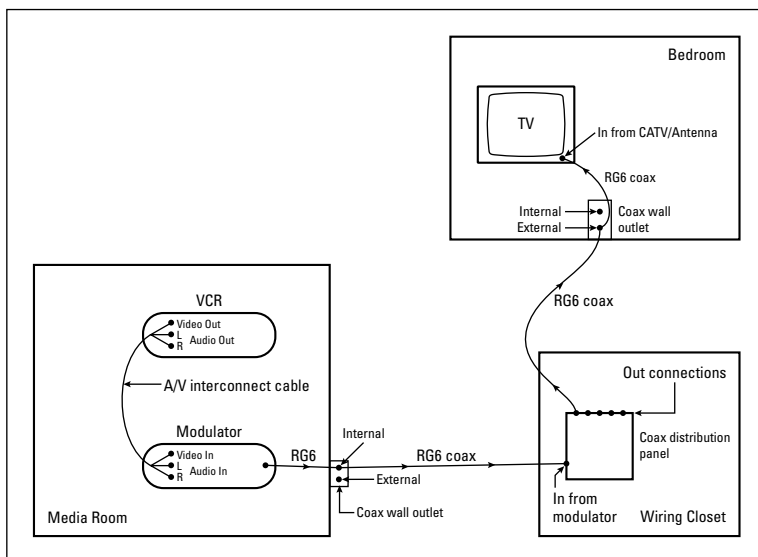 Bedroom
TV
In from CATV/Antenna
RG6 coax
Internal
External
Coax wall
outlet
RG6 coax
VCR
Video Out
L
Audio Out
R
A/V interconnect cable
Modulator
Video In
L
Audio In
R
RG6
Internal
External
Coax wall outlet
RG6 coax
Media Room
Out connections
Coax distribution
panel
In from
modulator
Wiring Closet